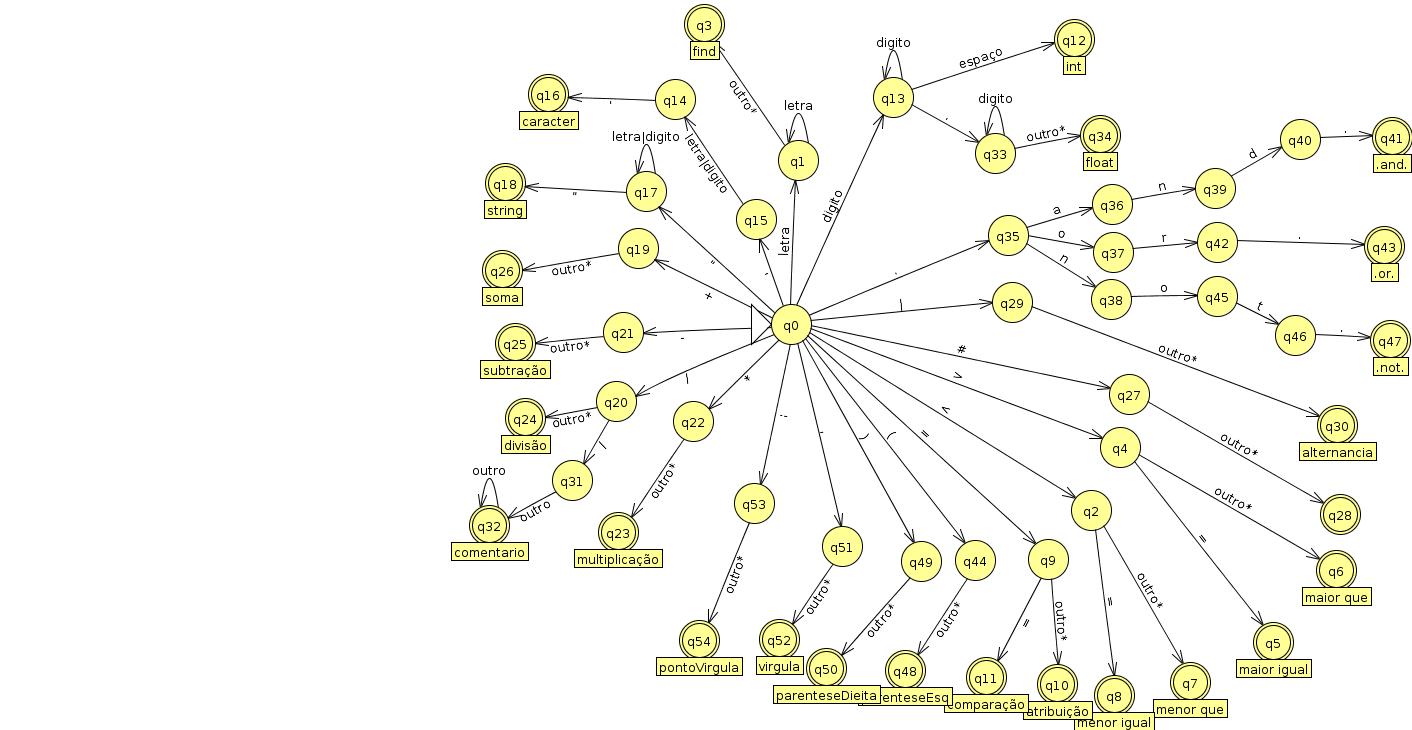 q3
find
outro*
q16
caracter
'
q14
letra|digito
q15
'
letra
q1
letra
digito
q13
digito
espaço
q12
int
.
q33
digito
outro*
q34
float
q18
string
"
q17
letra|digito
"
q26
soma
outro*
q19
+
q25
subtração
outro*
q21
-
q0
.
q35
a
q36
n
q39
d
q40
.
q41
.and.
o
q37
r
q42
.
q43
.or.
n
q38
o
q45
t
q46
.
q47
.not.
|
q29
outro*
q30
alternancia
#
q27
outro*
q28
>
q4
outro*
q6
maior que
=
q5
maior igual
<
q2
outro*
q7
menor que
=
q8
menor igual
=
q9
outro*
q10
atribuição
=
q11
comparação
(
q44
outro*
q48
renteseEsq
)
q49
outro*
q50
parenteseDieita
q51
outro*
q52
virgula
q53
outro*
q54
pontoVirgula
*
q22
outro*
q23
multiplicação
/
q20
outro*
q24
divisão
/
q31
outro
q32
outro
comentario